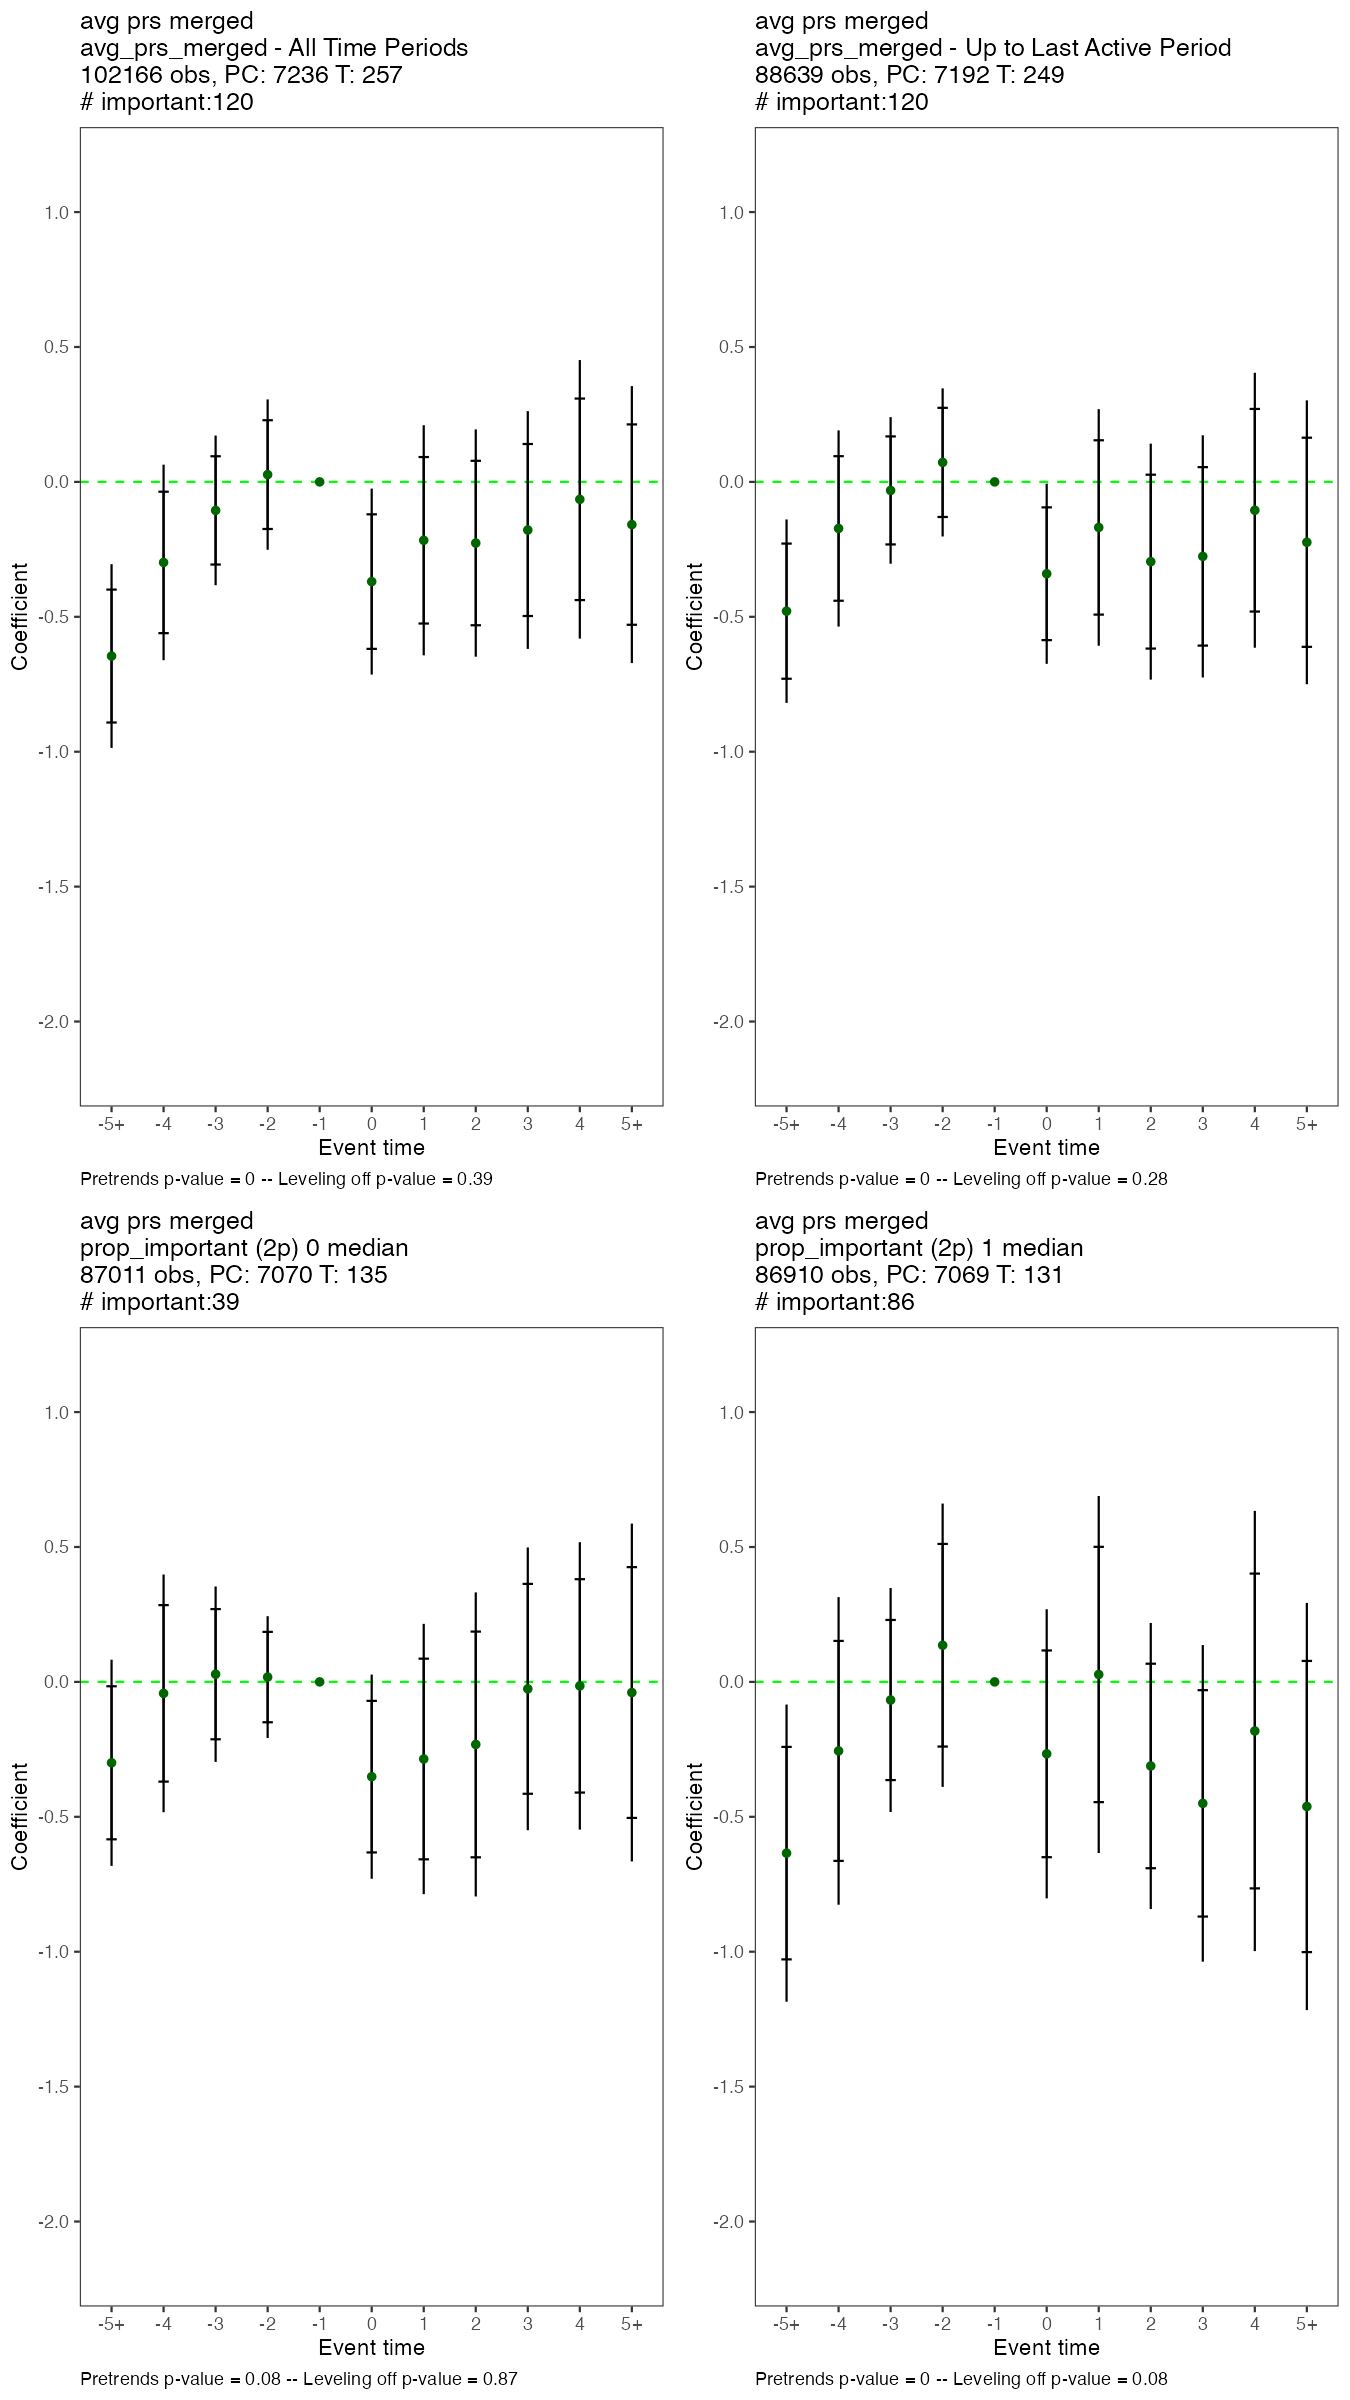 avg prs merged
avg_prs_merged - All Time Periods
102166 obs, PC: 7236 T: 257
# important:120
1.0
0.5
0.0
-0.5
-1.0
-1.5
-2.0
Coefficient
-5+ -4 -3 -2 -1 0 1 2 3 4 5+
Event time
Pretrends p-value = 0 -- Leveling off p-value = 0.39
avg prs merged
avg_prs_merged - Up to Last Active Period
88639 obs, PC: 7192 T: 249
# important:120
1.0
0.5
0.0
-0.5
-1.0
-1.5
-2.0
Coefficient
-5+ -4 -3 -2 -1 0 1 2 3 4 5+
Event time
Pretrends p-value = 0 -- Leveling off p-value = 0.28
avg prs merged
prop_important (2p) 0 median
87011 obs, PC: 7070 T: 135
# important:39
1.0
0.5
0.0
-0.5
-1.0
-1.5
-2.0
Coefficient
-5+ -4 -3 -2 -1 0 1 2 3 4 5+
Event time
Pretrends p-value = 0.08 -- Leveling off p-value = 0.87
avg prs merged
prop_important (2p) 1 median
86910 obs, PC: 7069 T: 131
# important:86
1.0
0.5
0.0
-0.5
-1.0
-1.5
-2.0
Coefficient
-5+ -4 -3 -2 -1 0 1 2 3 4 5+
Event time
Pretrends p-value = 0 -- Leveling off p-value = 0.08